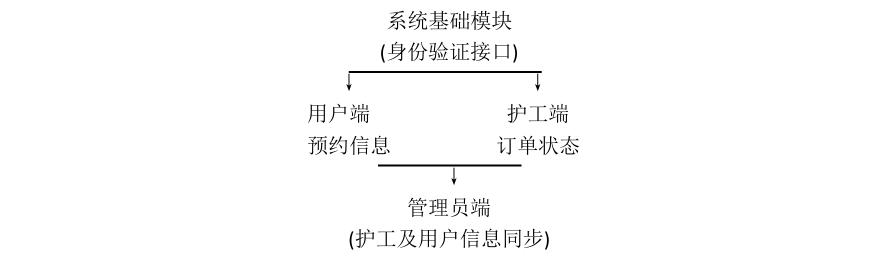 系统基础模块
(身份验证接口)
用户端 护工端
预约信息 订单状态
管理员端
(护工及用户信息同步)